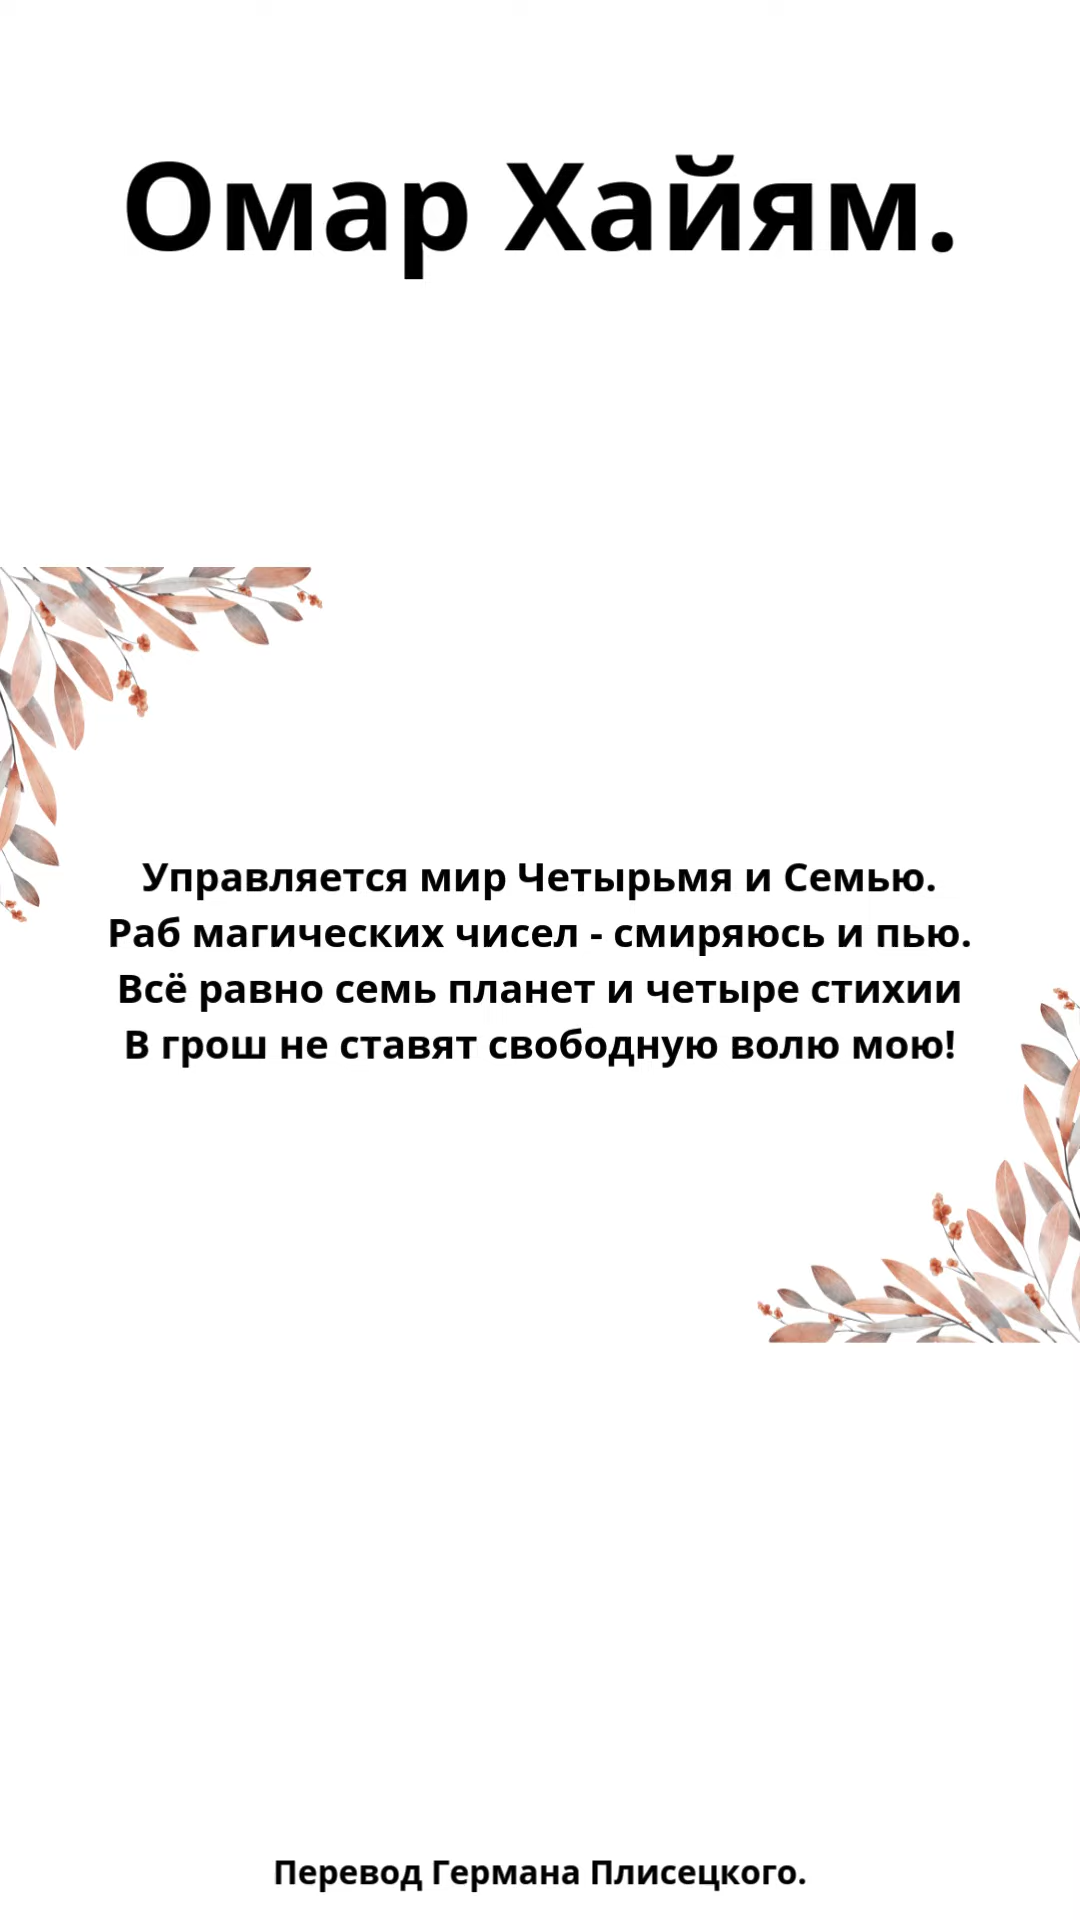 Омар Хайям.
Управляется мир Четырьмя и Семью.
Раб магических чисел - смиряюсь и пью.
Всё равно семь планет и четыре стихии
В грош не ставят свободную волю мою!
Перевод Германа Плисецкого.